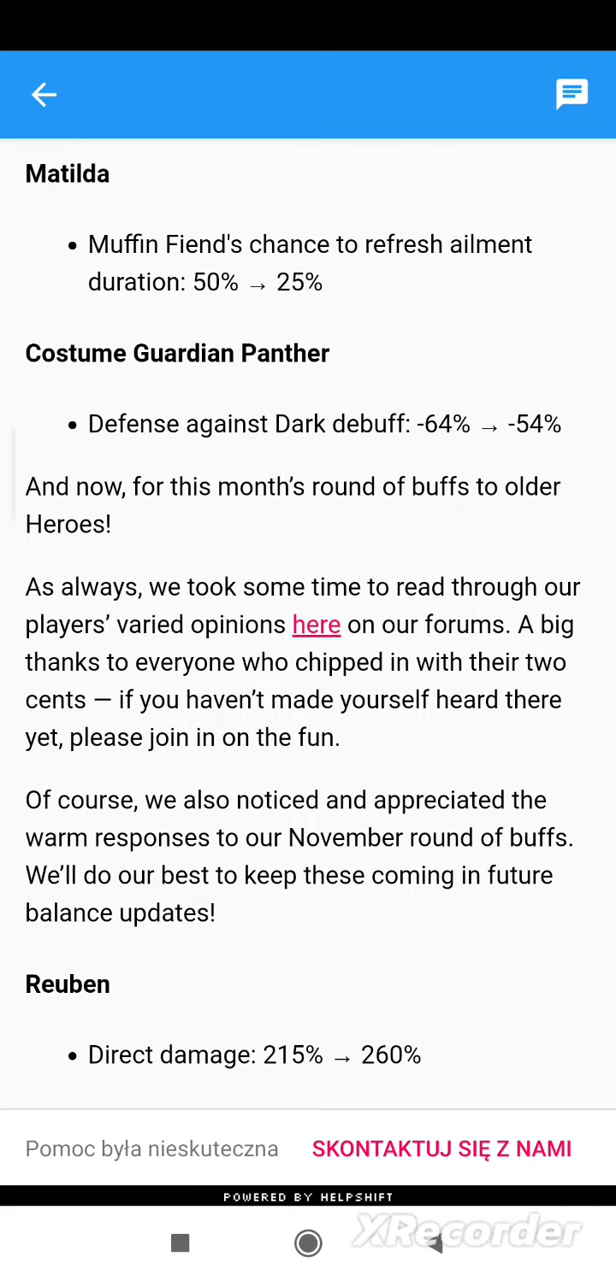 Matilda
• Muffin Fiend's chance to refresh ailment
duration: 50% → 25%
Costume Guardian Panther
• Defense against Dark debuff: -64% → -54%
And now, for this month's round of buffs to older
Heroes!
As always, we took some time to read through our
players' varied opinions here on our forums. A big
thanks to everyone who chipped in with their two
cents — if you haven't made yourself heard there
yet, please join in on the fun.
Of course, we also noticed and appreciated the
warm responses to our November round of buffs.
We'll do our best to keep these coming in future
balance updates!
Reuben
• Direct damage: 215% → 260%
Pomoc była nieskuteczna SKONTAKTUJ SIĘ Z NAMI
POWERED BY HELPSHIFT
XRecorder